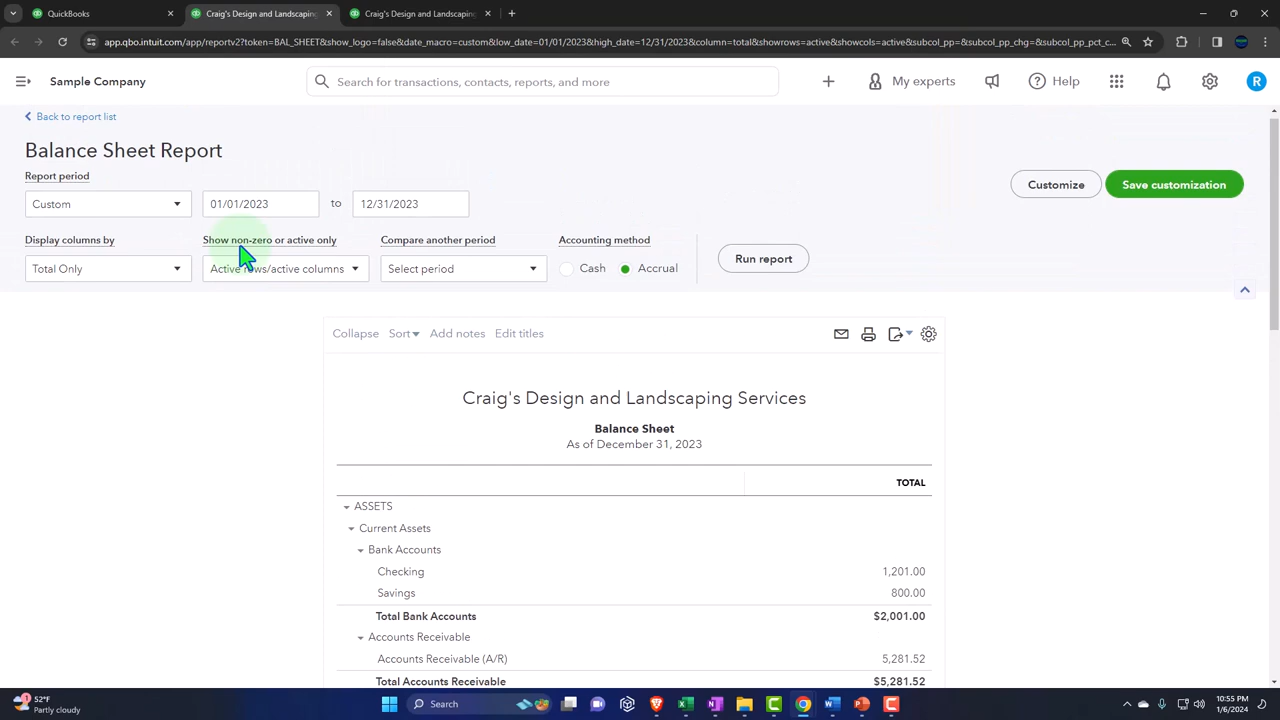 QuickBooks
Craig's Design and Landscaping
Craig's Design and Landscaping
app.qbo.intuit.com/app/reportv2?token=BAL_SHEET&show_logo=false&date_macro=custom&low_date=01/01/2023&high_date=12/31/2023&column=total&showrows=active&showcols=active&subcol_pp=&subcol_pp_chg=&subcol_pp_pct_c...
Sample Company
Search for transactions, contacts, reports, and more
My experts
Help
R
Back to report list
Balance Sheet Report
Report period
Customize
Save customization
Custom
01/01/2023
to
12/31/2023
Display columns by
Show non-zero or active only
Compare another period
Accounting method
Total Only
Active rows/active columns
Select period
Cash
Accrual
Run report
Collapse
Sort
Add notes
Edit titles
Craig's Design and Landscaping Services
Balance Sheet
As of December 31, 2023
TOTAL
ASSETS
Current Assets
Bank Accounts
Checking 1,201.00
Savings 800.00
Total Bank Accounts $2,001.00
Accounts Receivable
Accounts Receivable (A/R) 5,281.52
Total Accounts Receivable $5,281.52
1
52°F
Partly cloudy
Search
10:55 PM
1/6/2024